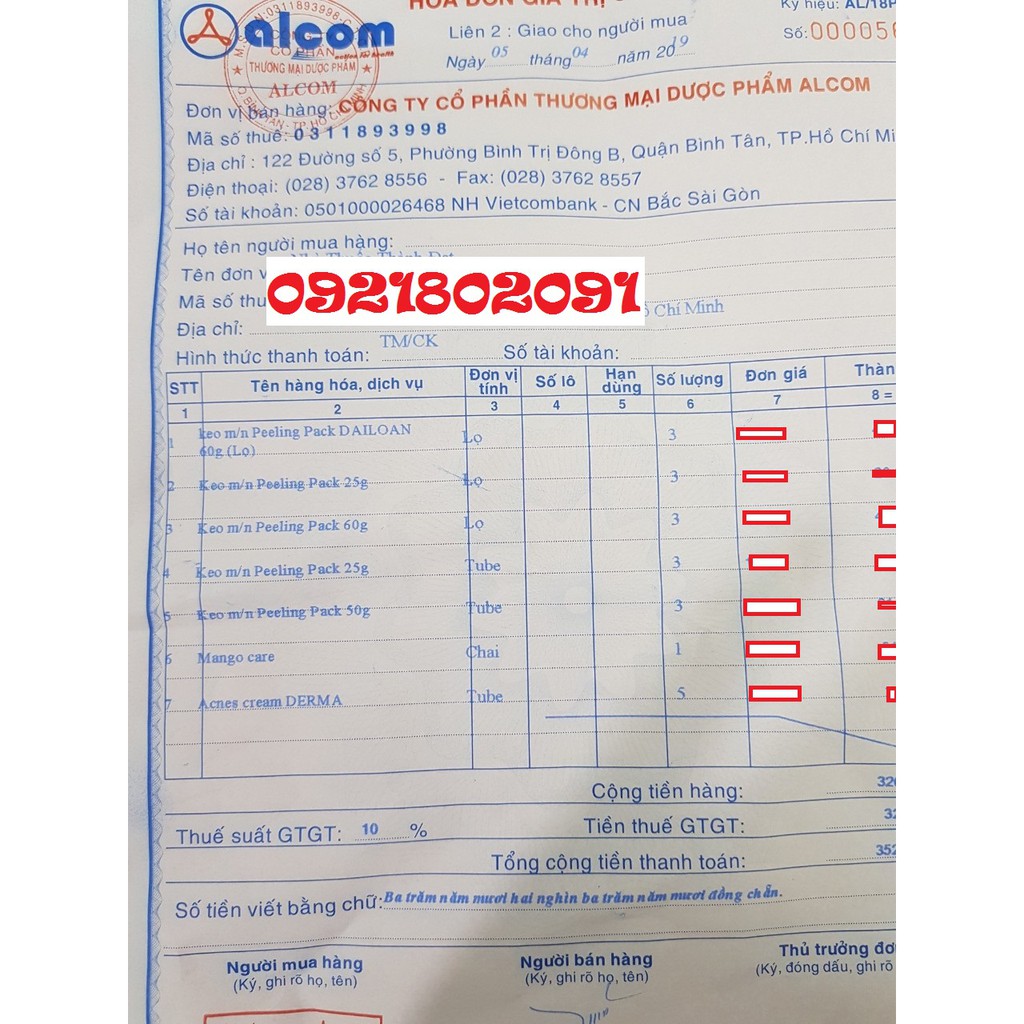 alcom
CÔNG TY
CỔ PHẦN
THƯƠNG MẠI DƯỢC PHẨM
ALCOM
HÓA ĐƠN GIÁ TRỊ
Ký hiệu: AL/18P
Liên 2 : Giao cho người mua
Số: 000056
Ngày 05 tháng 04 năm 2019
Đơn vị bán hàng: CÔNG TY CỔ PHẦN THƯƠNG MẠI DƯỢC PHẨM ALCOM
Mã số thuế: 0311893998
Địa chỉ : 122 Đường số 5, Phường Bình Trị Đông B, Quận Bình Tân, TP.Hồ Chí Mi
Điện thoại: (028) 3762 8556 - Fax: (028) 3762 8557
Số tài khoản: 0501000026468 NH Vietcombank - CN Bắc Sài Gòn
Họ tên người mua hàng:
Tên đơn v
0921802091
Mã số thu
Chí Minh
Địa chỉ:
Hình thức thanh toán: TM/CK Số tài khoản:
STT Tên hàng hóa, dịch vụ Đơn vị tính Số lô Hạn dùng Số lượng Đơn giá Thàn
1 2 3 4 5 6 7 8 =
1 keo m/n Peeling Pack DAILOAN Lọ 3
60g (Lọ)
2 Keo m/n Peeling Pack 25g Lọ 3
3 Keo m/n Peeling Pack 60g Lọ 3
4 Keo m/n Peeling Pack 25g Tube 3
5 Keo m/n Peeling Pack 50g Tube 3
6 Mango care Chai 1
7 Acnes cream DERMA Tube 5
Cộng tiền hàng: 320
Thuế suất GTGT: 10 % Tiền thuế GTGT: 32
Tổng cộng tiền thanh toán: 352
Số tiền viết bằng chữ: Ba trăm năm mươi hai nghìn ba trăm năm mươi đồng chẵn.
Người mua hàng Người bán hàng Thủ trưởng đơ
(Ký, ghi rõ họ, tên) (Ký, ghi rõ họ, tên) (Ký, đóng dấu, ghi rõ